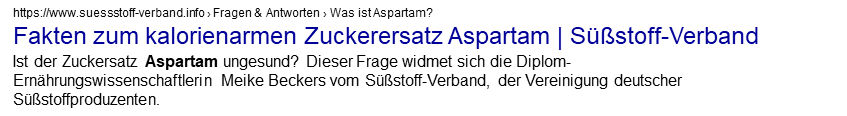 https://www.suessstoff-verband.info › Fragen & Antworten › Was ist Aspartam?
Fakten zum kalorienarmen Zuckerersatz Aspartam | Süßstoff-Verband
Ist der Zuckersatz Aspartam ungesund? Dieser Frage widmet sich die Diplom-
Ernährungswissenschaftlerin Meike Beckers vom Süßstoff-Verband, der Vereinigung deutscher
Süßstoffproduzenten.